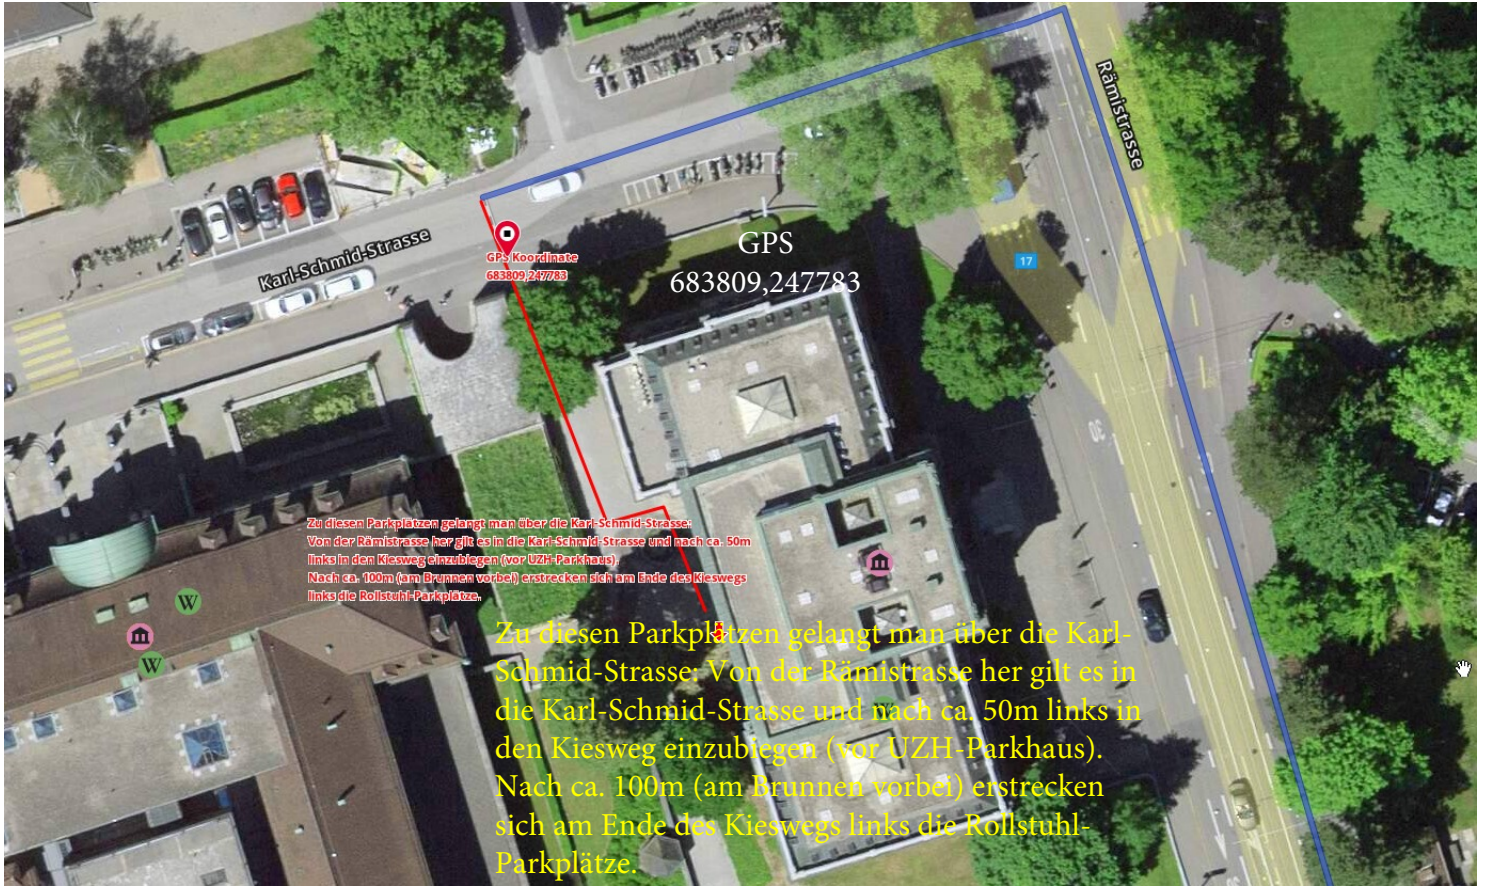 Rämistrasse
Karl-Schmid-Strasse
GPS Koordinate
683809,247783
GPS
683809,247783
17
30
Zu diesen Parkplatzen gelangt man über die Karl-Schmid-Strasse:
Von der Rämistrasse her gilt es in die Karl-Schmid-Strasse und nach ca. 50m
links in den Kiesweg einzubiegen (vor UZH-Parkhaus).
Nach ca. 100m (am Brunnen vorbei) erstrecken sich am Ende des Kieswegs
links die Rollstuhl-Parkplätze.
W
W
W
Zu diesen Parkplätzen gelangt man über die Karl-
Schmid-Strasse: Von der Rämistrasse her gilt es in
die Karl-Schmid-Strasse und nach ca. 50m links in
den Kiesweg einzubiegen (vor UZH-Parkhaus).
Nach ca. 100m (am Brunnen vorbei) erstrecken
sich am Ende des Kieswegs links die Rollstuhl-
Parkplätze.